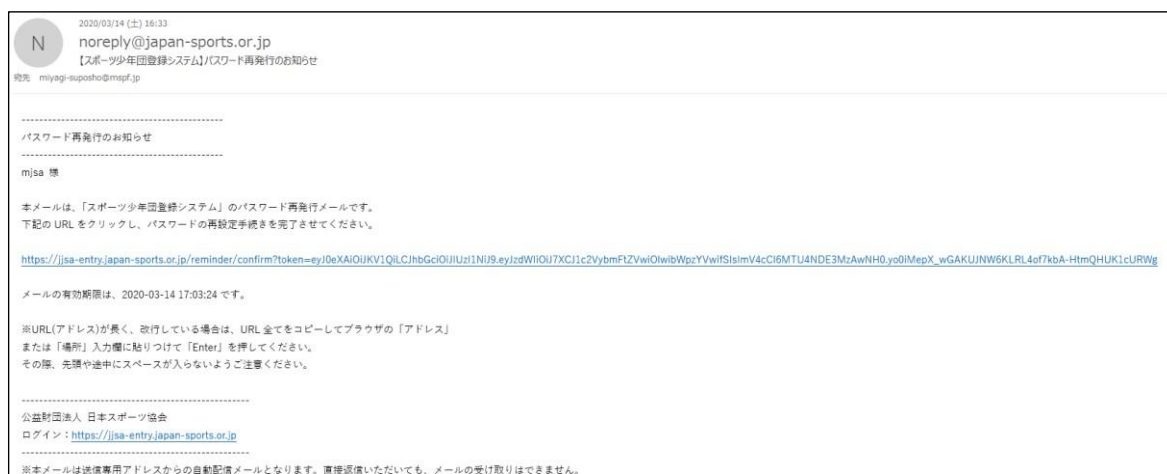 2020/03/14 (土) 16:33
N
noreply@japan-sports.or.jp
【スポーツ少年団登録システム】パスワード再発行のお知らせ
宛先 miyagi-suposho@mspf.jp
----------------------------------------------
パスワード再発行のお知らせ
----------------------------------------------
mjsa 様
本メールは、「スポーツ少年団登録システム」のパスワード再発行メールです。
下記の URL をクリックし、パスワードの再設定手続きを完了させてください。
https://jjsa-entry.japan-sports.or.jp/reminder/confirm?token=eyJ0eXAiOiJKV1QiLCJhbGciOiJIUzI1NiJ9.eyJzdWIiOiJ7XCJ1c2VybmFtZVwiOlwibWpzYVwifSIsImV4cCI6MTU4NDE3MzAwNH0.yo0iMepX_wGAKUJNW6KLRL4of7kbA-HtmQHUK1cURWg
メールの有効期限は、2020-03-14 17:03:24 です。
※URL(アドレス)が長く、改行している場合は、URL 全てをコピーしてブラウザの「アドレス」
または「場所」入力欄に貼りつけて「Enter」を押してください。
その際、先頭や途中にスペースが入らないようご注意ください。
----------------------------------------------------
公益財団法人 日本スポーツ協会
ログイン：https://jjsa-entry.japan-sports.or.jp
----------------------------------------------------
※本メールは送信専用アドレスからの自動配信メールとなります。直接返信いただいても、メールの受け取りはできません。